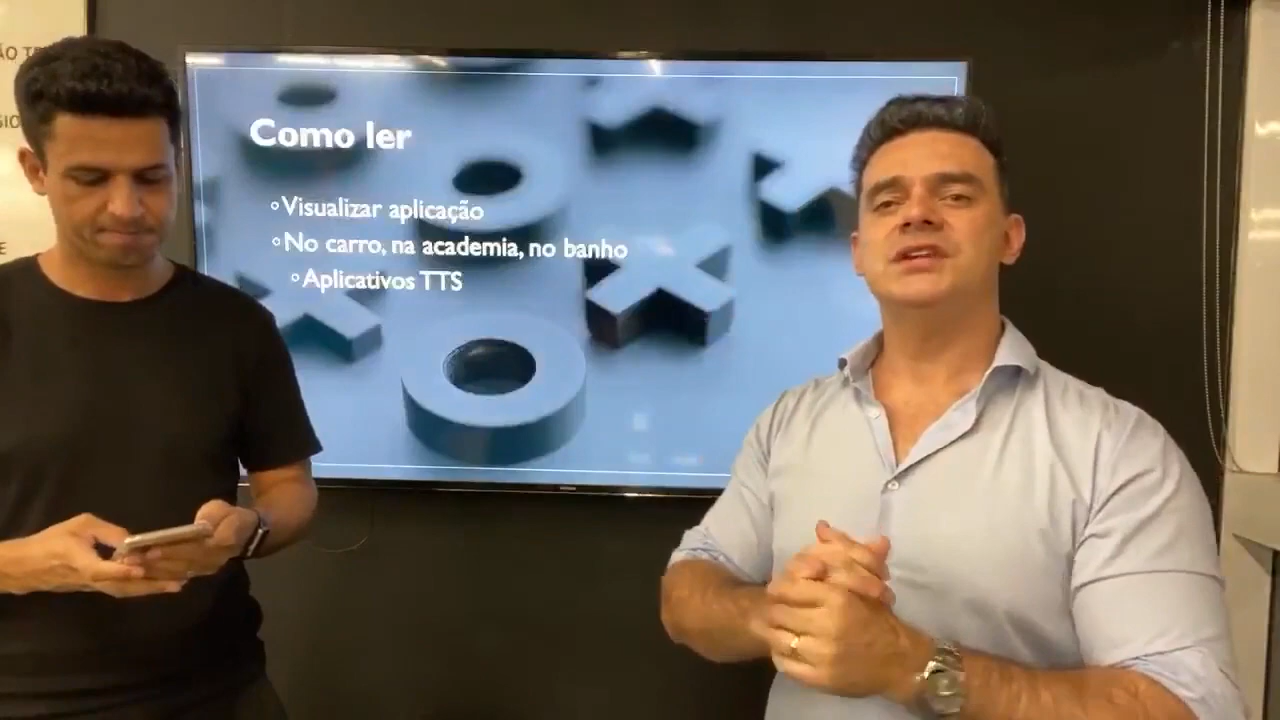 Como ler
Visualizar aplicação
No carro, na academia, no banho
Aplicativos TTS